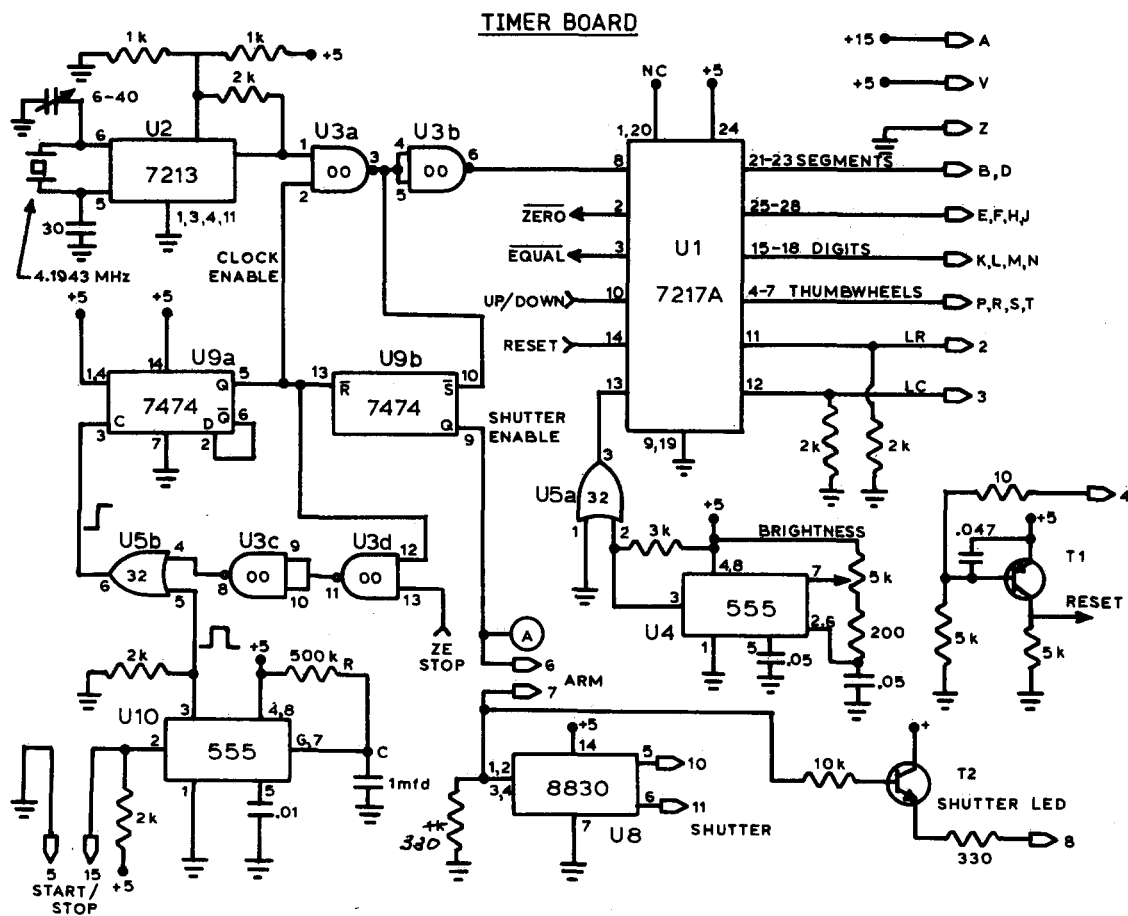 TIMER BOARD
1k
1k
+5
2k
6-40
U2
7213
6
5
1,3,4,11
30
4.1943 MHz
U3a
1
2
00
3
U3b
4
5
00
6
CLOCK
ENABLE
NC
+5
1,20
24
8
U1
7217A
ZERO
2
EQUAL
3
UP/DOWN
10
RESET
14
13
9,19
21-23 SEGMENTS
B,D
25-28
E,F,H,J
15-18 DIGITS
K,L,M,N
4-7 THUMBWHEELS
P,R,S,T
11
LR
2
12
LC
3
2k
2k
+15
A
+5
V
Z
+5
14
U9a
1,4
7474
C
3
7
Q
5
Q
6
D
2
U9b
13
R
7474
S
10
Q
9
SHUTTER
ENABLE
U5b
32
4
5
6
U3c
00
8
9
10
U3d
00
11
12
13
ZE
STOP
A
6
7
ARM
U5a
32
3
1
2
3k
+5
BRIGHTNESS
4,8
7
5k
555
3
2,6
200
U4
1
5
.05
.05
10
4
.047
+5
T1
RESET
5k
5k
2k
+5
500k
R
3
4,8
U10
555
2
G,7
C
1mfd
1
5
.01
2k
+5
5
15
START/
STOP
+5
14
1,2
3,4
8830
5
10
6
11
SHUTTER
U8
7
1k
380
10k
+
T2
SHUTTER LED
330
8